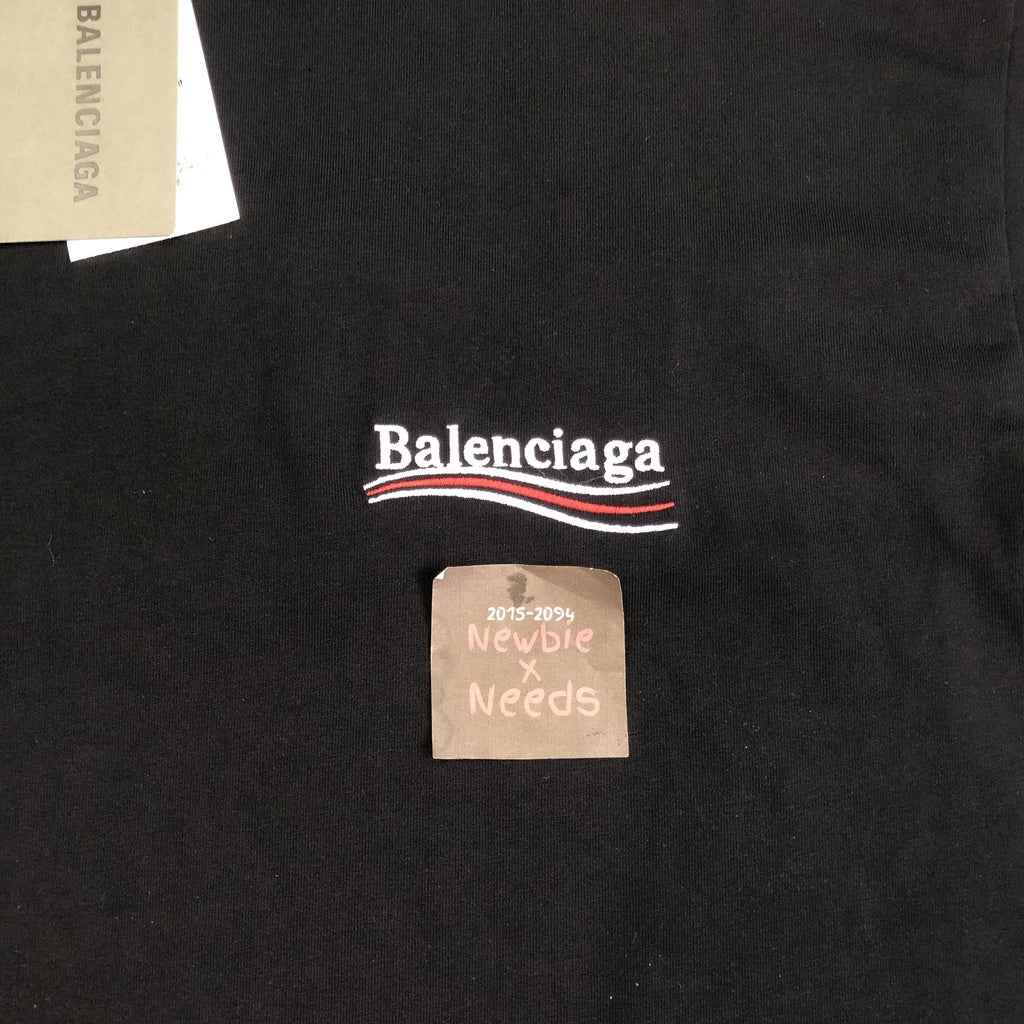 BALENCIAGA
Balenciaga
2015-2094
Newbie
x
Needs